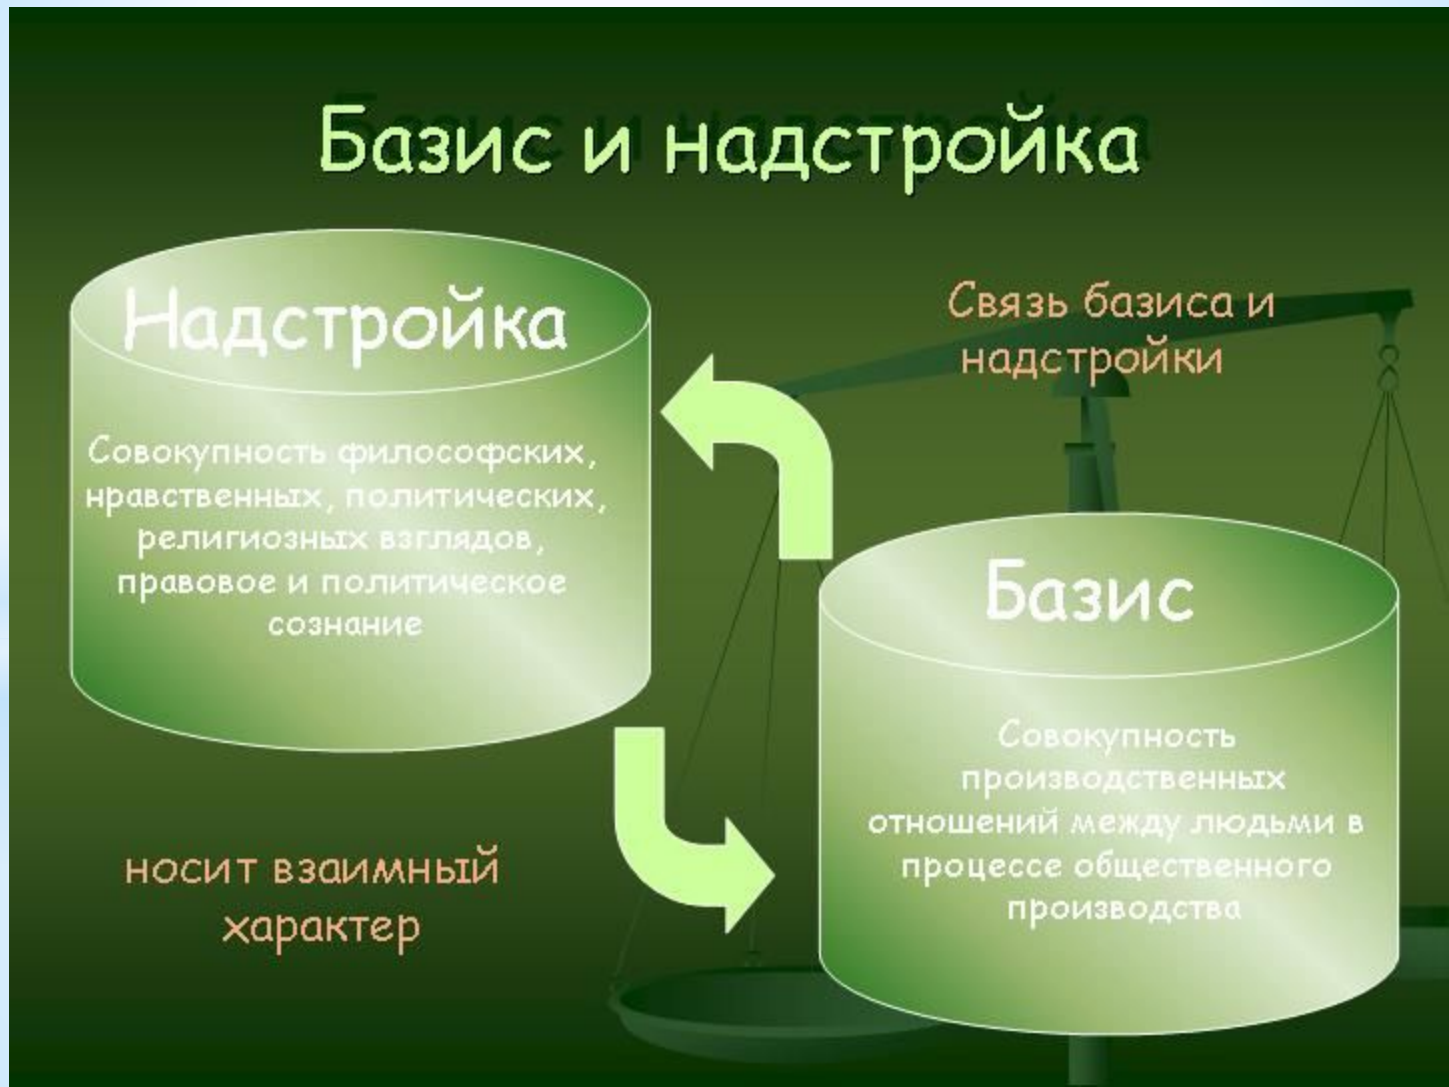 Базис и надстройка
Надстройка
Совокупность философских,
нравственных, политических,
религиозных взглядов,
правовое и политическое
сознание
Связь базиса и
надстройки
Базис
Совокупность
производственных
отношений между людьми в
процессе общественного
производства
носит взаимный
характер